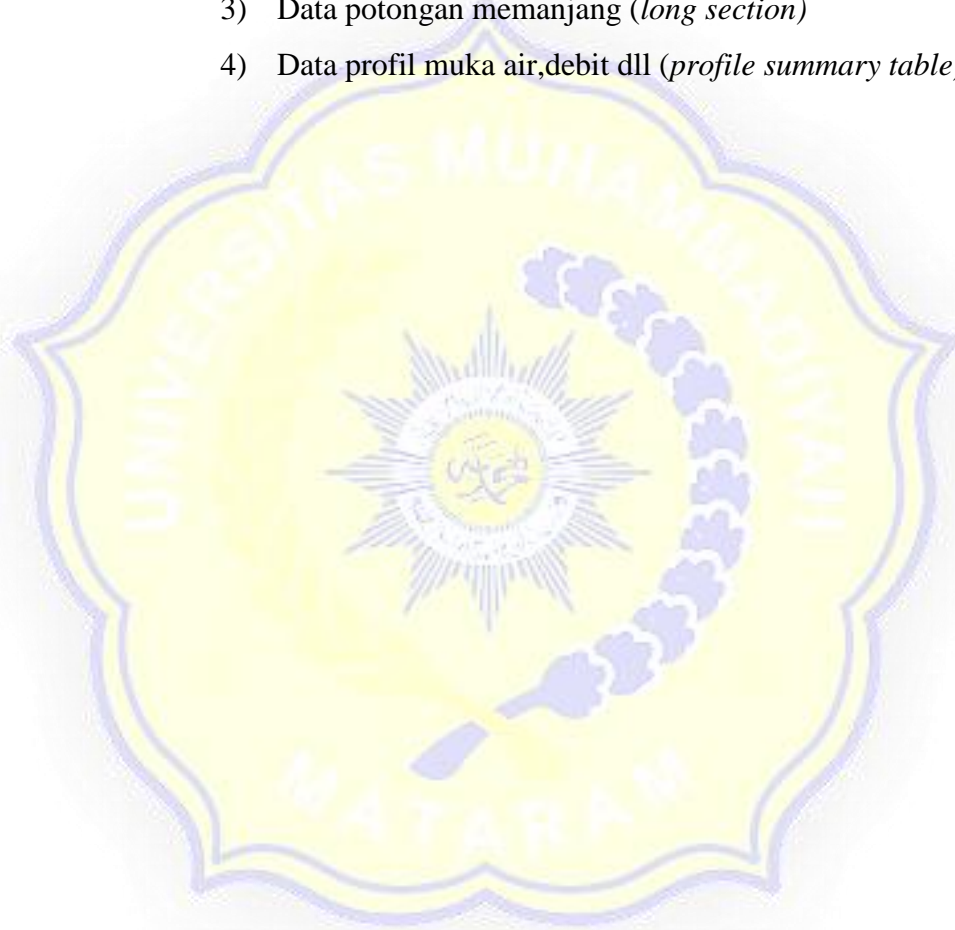 3) Data potongan memanjang (long section)
4) Data profil muka air,debit dll (profile summary table)
UNIVERSITAS MUHAMMADIYAH
MATARAM